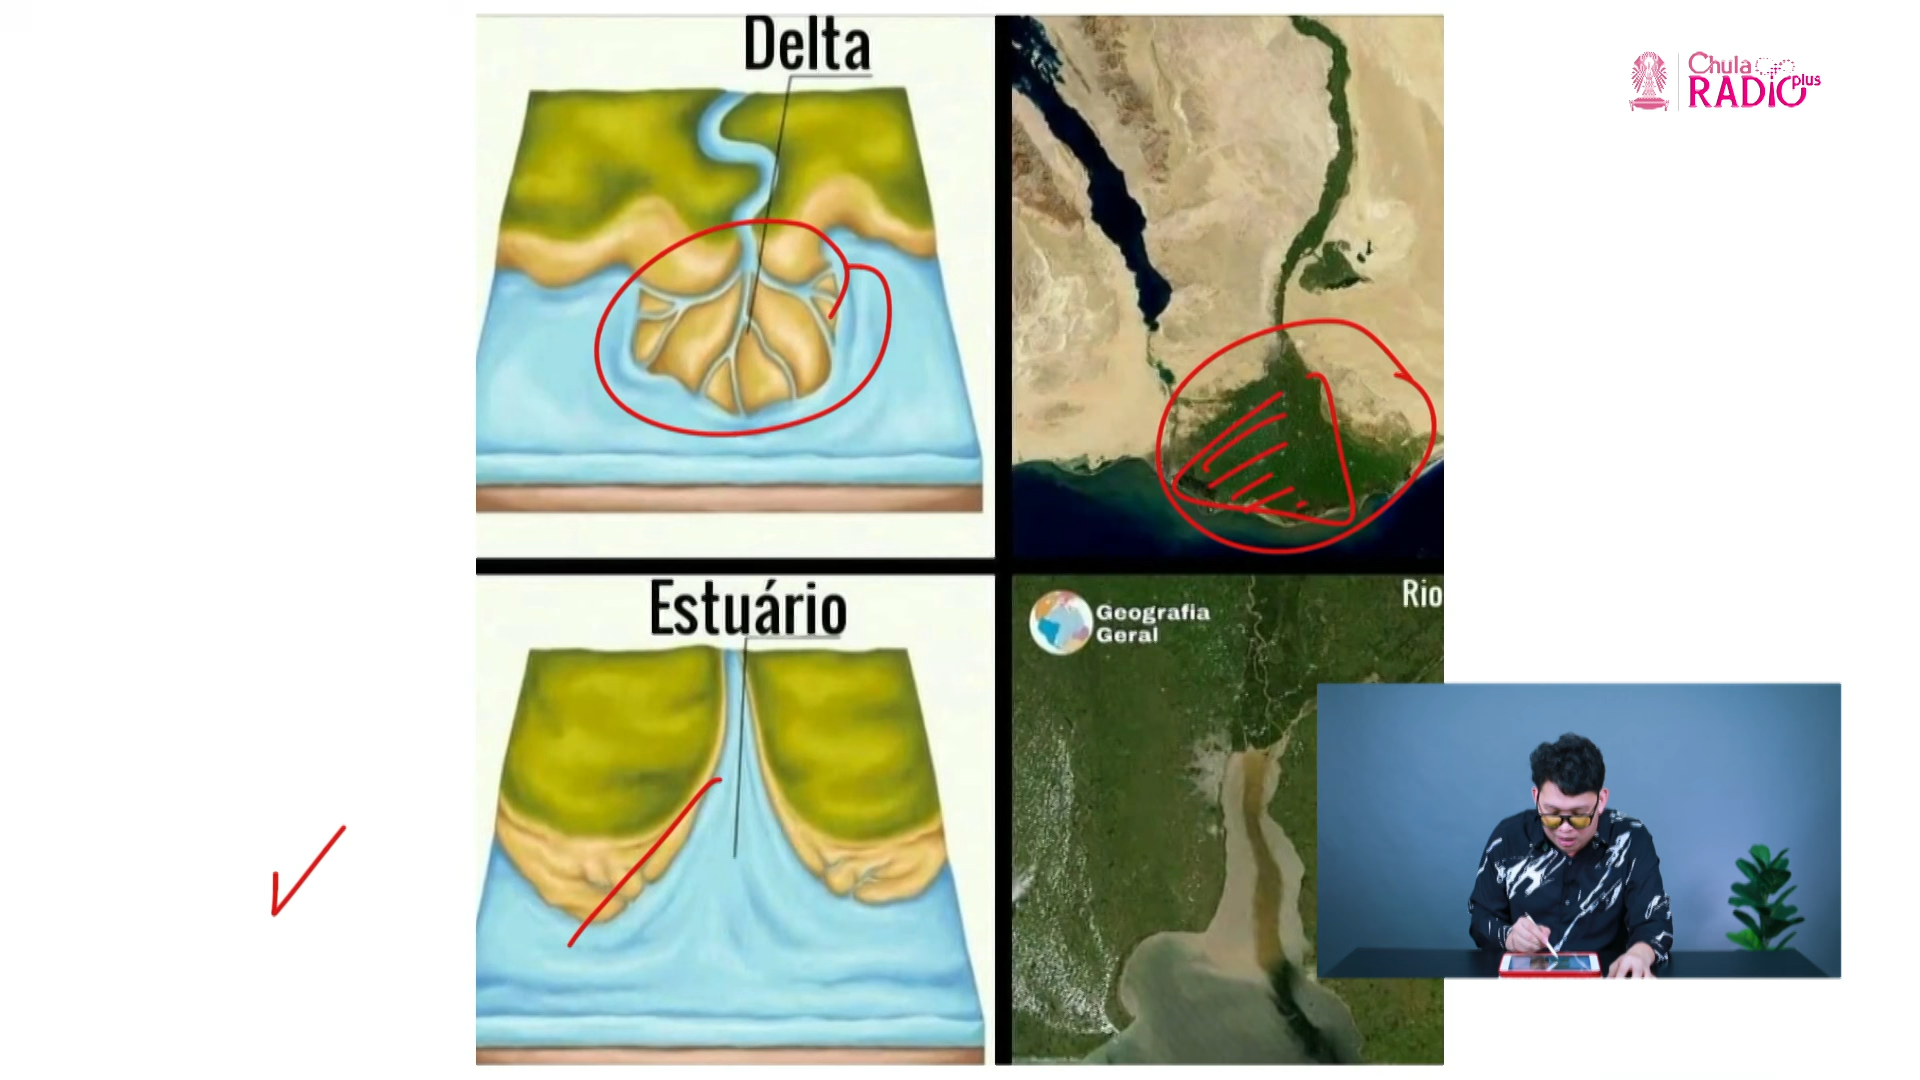 Delta
Chula
RADIO plus
Estuário
Geografia
Geral
Rio